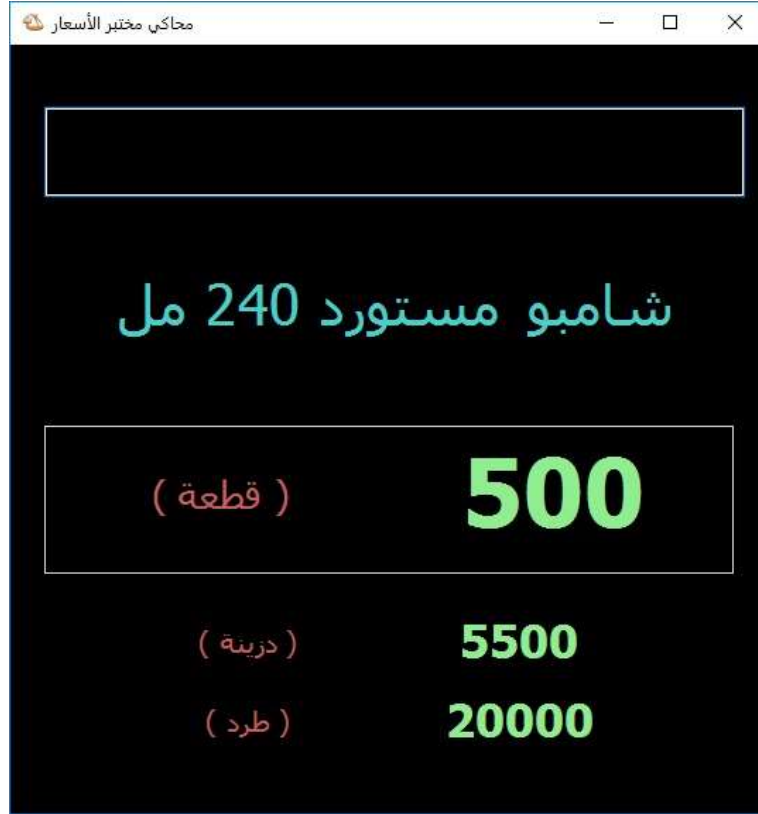 محاكي مختبر الأسعار
شامبو مستورد 240 مل
500 ( قطعة )
5500 ( دزينة )
20000 ( طرد )